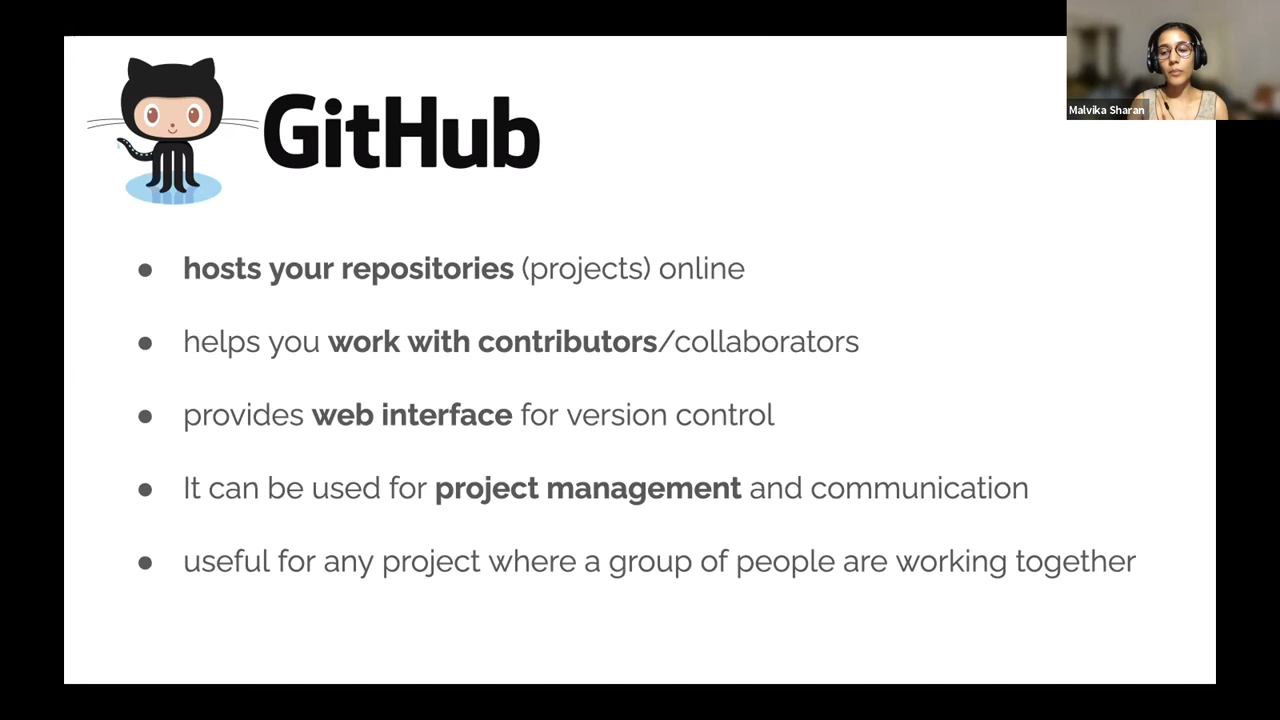 GitHub
Malvika Sharan
● hosts your repositories (projects) online
● helps you work with contributors/collaborators
● provides web interface for version control
● It can be used for project management and communication
● useful for any project where a group of people are working together